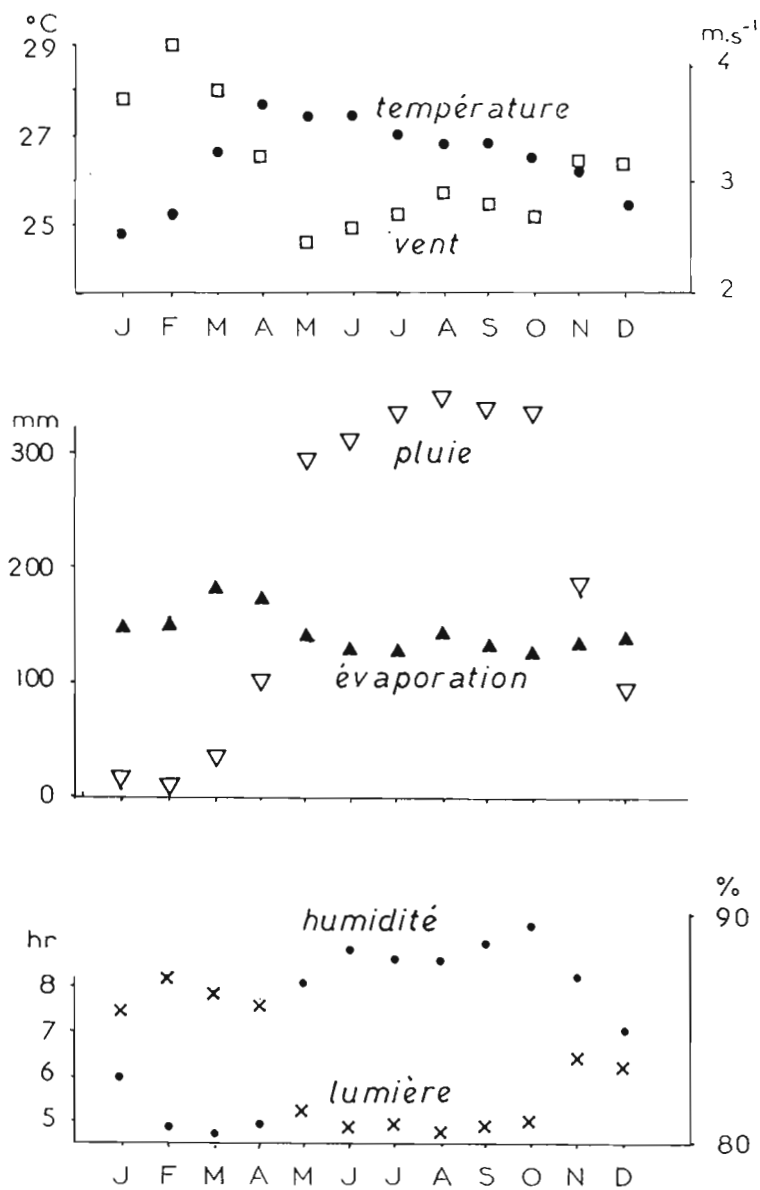 °C
m.s⁻¹
29
4
température
27
3
25
vent
2
J F M A M J J A S O N D
mm
300
pluie
200
100
évaporation
0
%
humidité
90
hr
8
7
6
lumière
5
80
J F M A M J J A S O N D